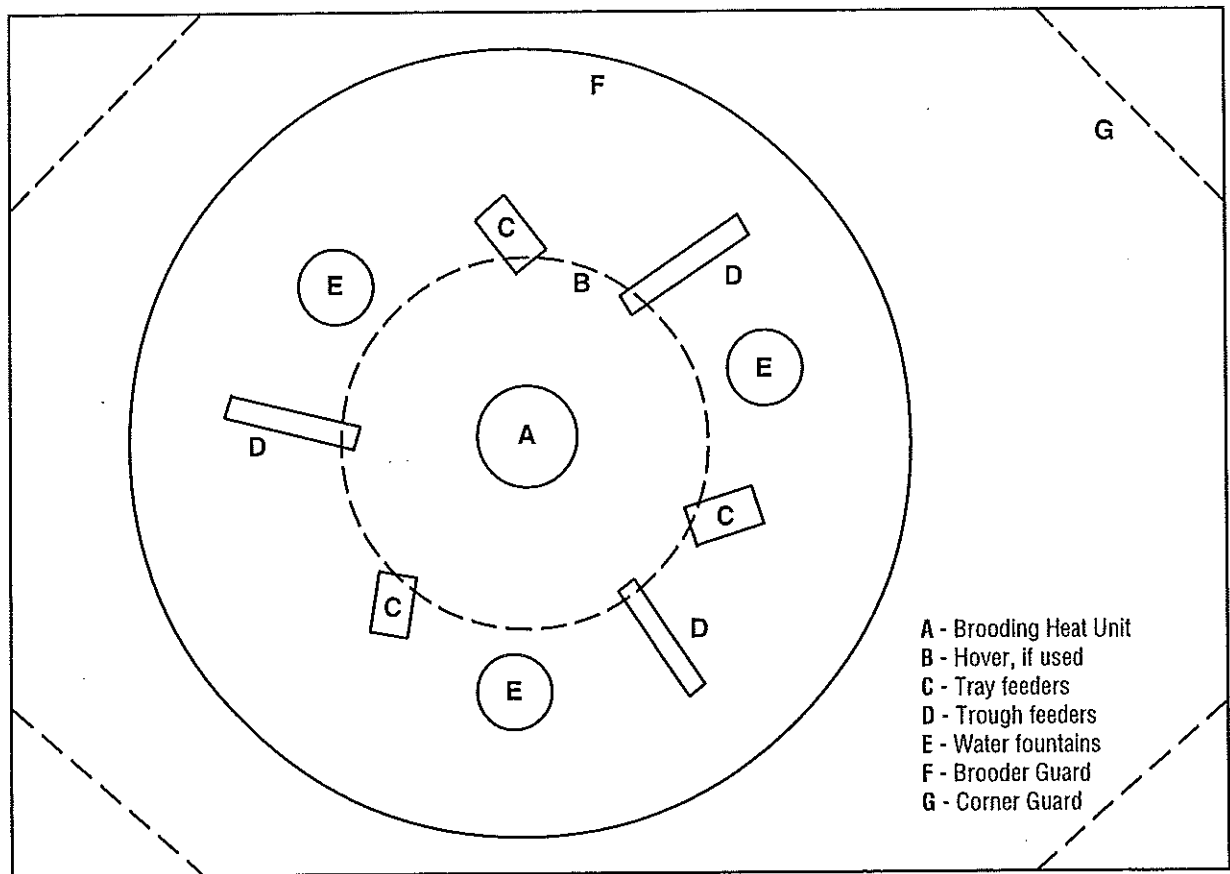 F
G
C
B
D
E
E
A
D
C
C
D
E
A - Brooding Heat Unit
B - Hover, if used
C - Tray feeders
D - Trough feeders
E - Water fountains
F - Brooder Guard
G - Corner Guard